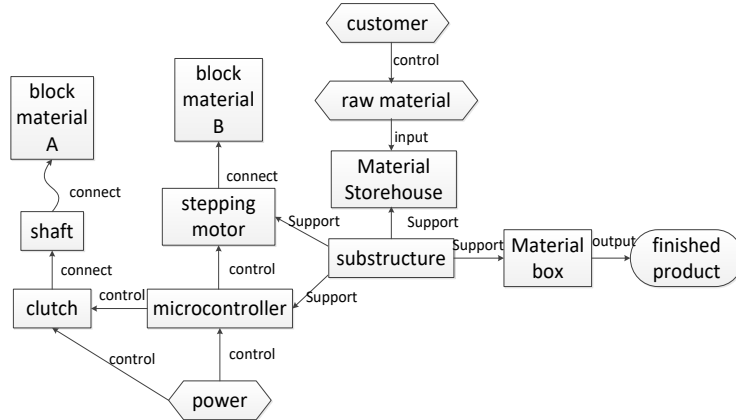 customer
control
raw material
input
block
material
A
block
material
B
Material
Storehouse
connect
connect
stepping
motor
Support
Support
shaft
substructure
Support
Material
box
output
finished
product
connect
control
Support
clutch
control
microcontroller
control
control
power